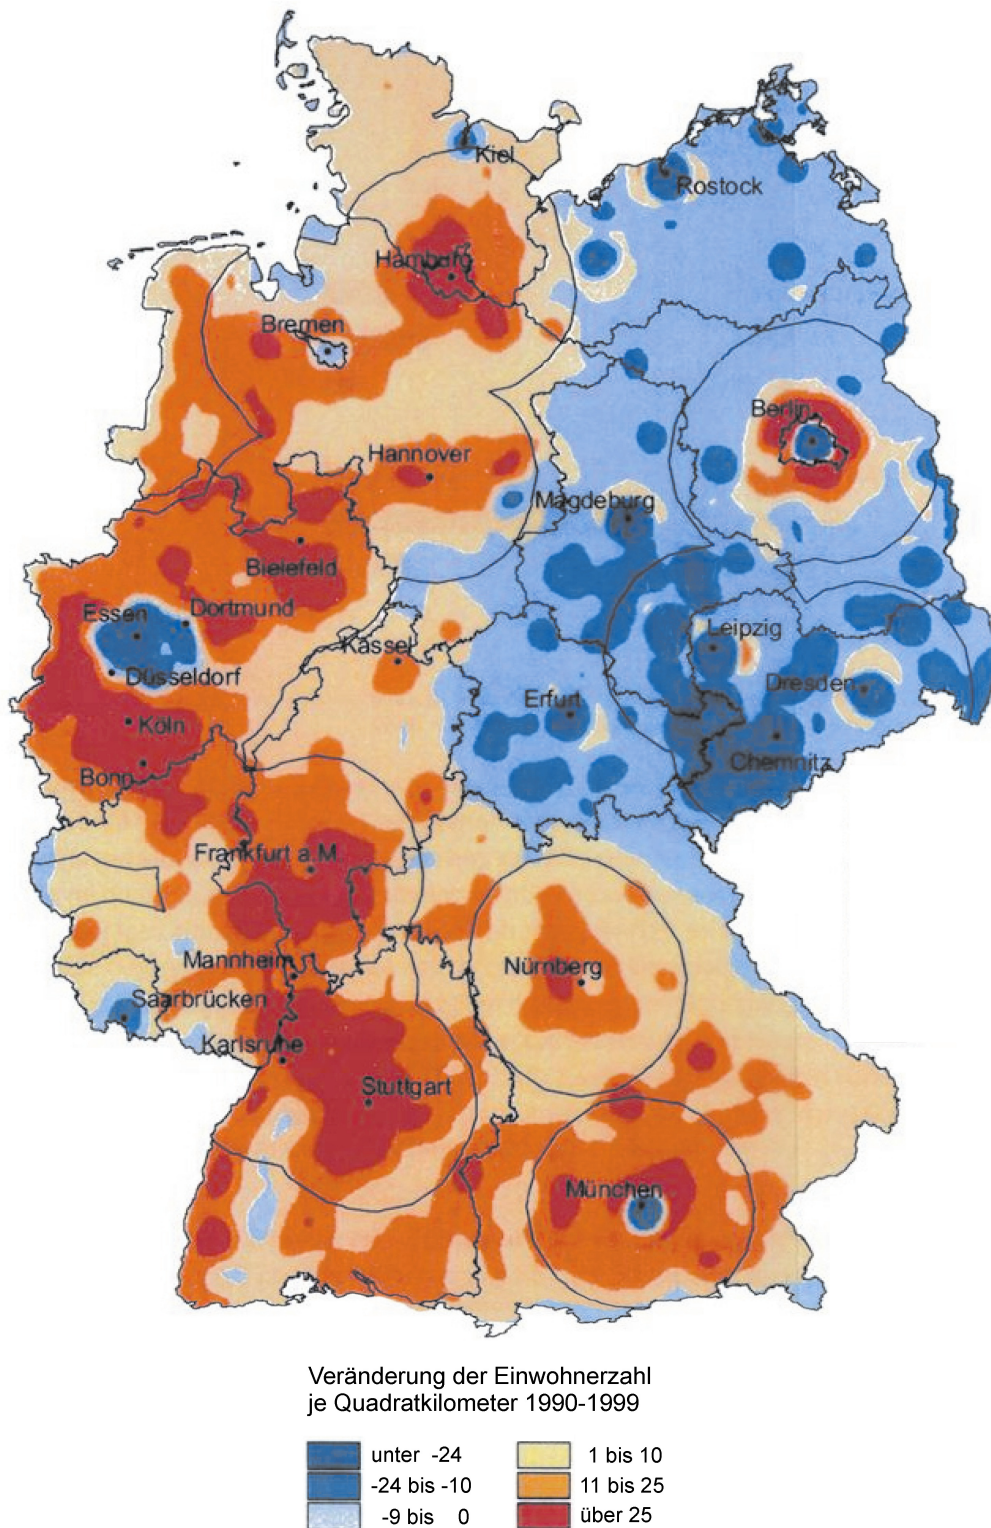 Kiel
Rostock
Hamburg
Bremen
Berlin
Hannover
Magdeburg
Bielefeld
Essen
Dortmund
Leipzig
Kassel
Düsseldorf
Dresden
Erfurt
Köln
Chemnitz
Bonn
Frankfurt a.M.
Mannheim
Nürnberg
Saarbrücken
Karlsruhe
Stuttgart
München
Veränderung der Einwohnerzahl
je Quadratkilometer 1990-1999
unter -24
1 bis 10
-24 bis -10
11 bis 25
-9 bis 0
über 25